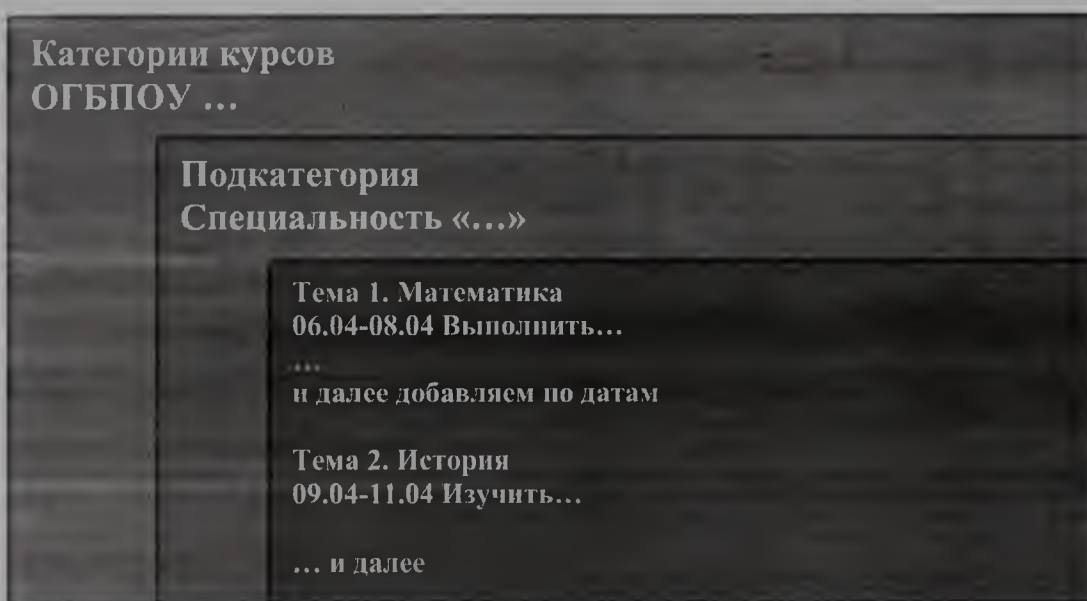 Категории курсов
ОГБПОУ ...
Подкатегория
Специальность «...»
Тема 1. Математика
06.04-08.04 Выполнить...
...
и далее добавляем по датам
Тема 2. История
09.04-11.04 Изучить...
... и далее